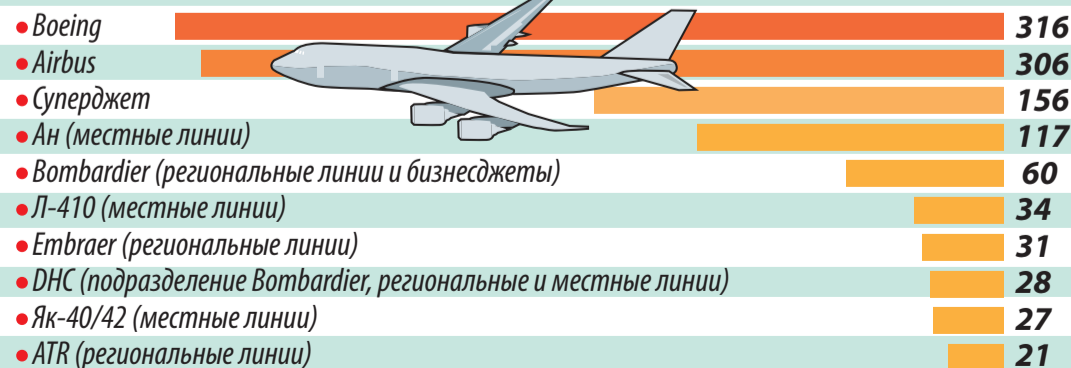 • Boeing 316
• Airbus 306
• Суперджет 156
• Ан (местные линии) 117
• Bombardier (региональные линии и бизнесджеты) 60
• Л-410 (местные линии) 34
• Embraer (региональные линии) 31
• DHC (подразделение Bombardier, региональные и местные линии) 28
• Як-40/42 (местные линии) 27
• ATR (региональные линии) 21